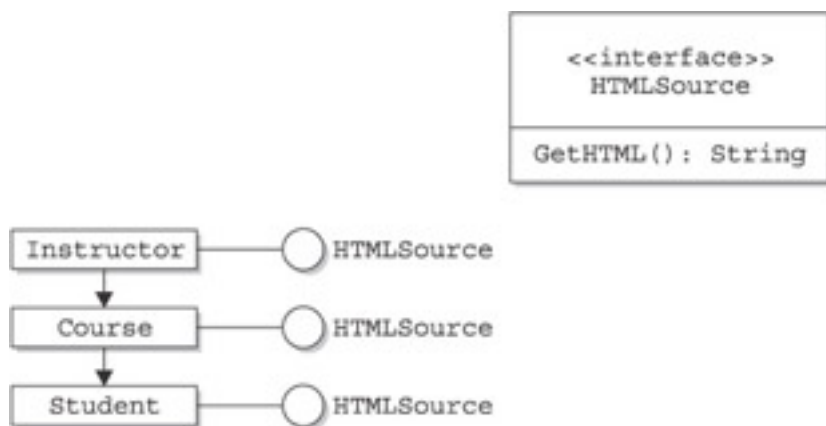 <<interface>>
HTMLSource
GetHTML(): String
Instructor HTMLSource
Course HTMLSource
Student HTMLSource